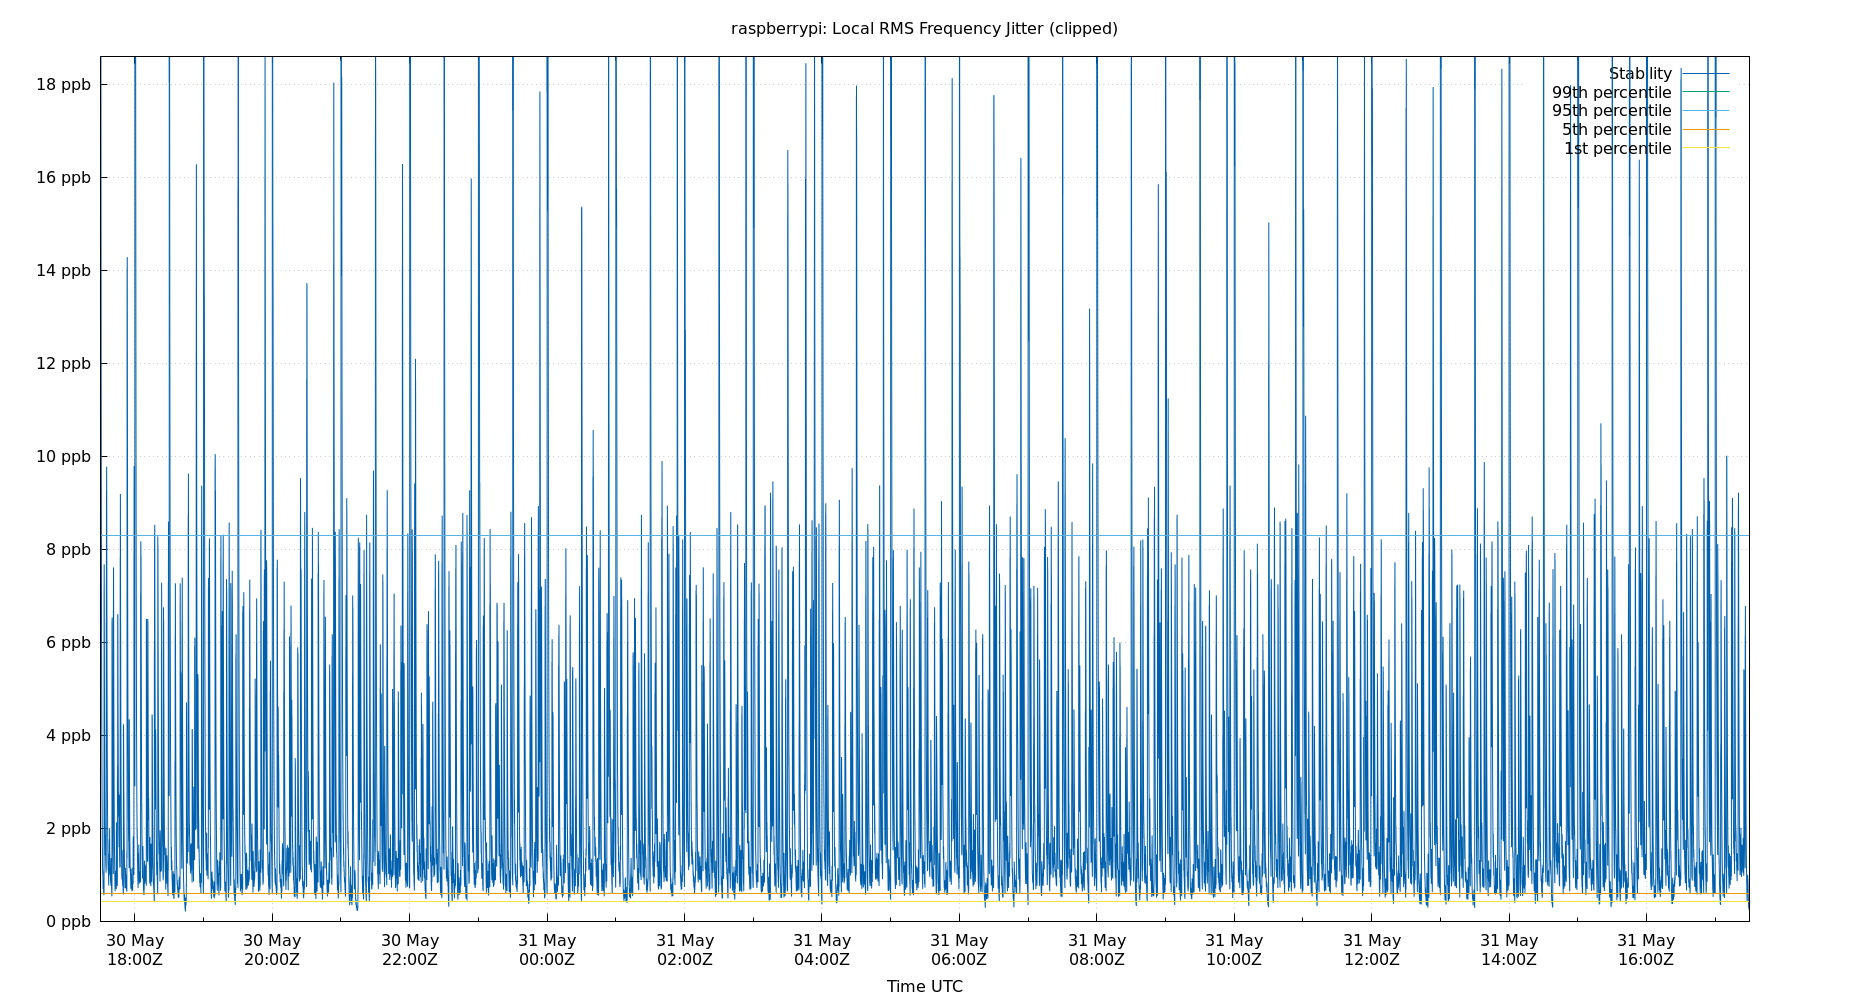 raspberrypi: Local RMS Frequency Jitter (clipped)
18 ppb
16 ppb
14 ppb
12 ppb
10 ppb
8 ppb
6 ppb
4 ppb
2 ppb
0 ppb
Stability
99th percentile
95th percentile
5th percentile
1st percentile
30 May 30 May 30 May 31 May 31 May 31 May 31 May 31 May 31 May 31 May 31 May 31 May
18:00Z 20:00Z 22:00Z 00:00Z 02:00Z 04:00Z 06:00Z 08:00Z 10:00Z 12:00Z 14:00Z 16:00Z
Time UTC